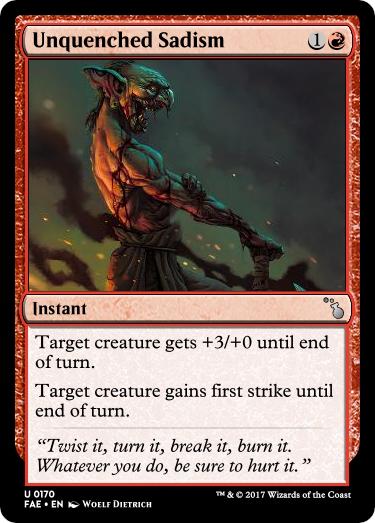 Unquenched Sadism 1
Instant
Target creature gets +3/+0 until end
of turn.
Target creature gains first strike until
end of turn.
“Twist it, turn it, break it, burn it.
Whatever you do, be sure to hurt it.”
U 0170
FAE • EN Woelf Dietrich
™ & © 2017 Wizards of the Coast